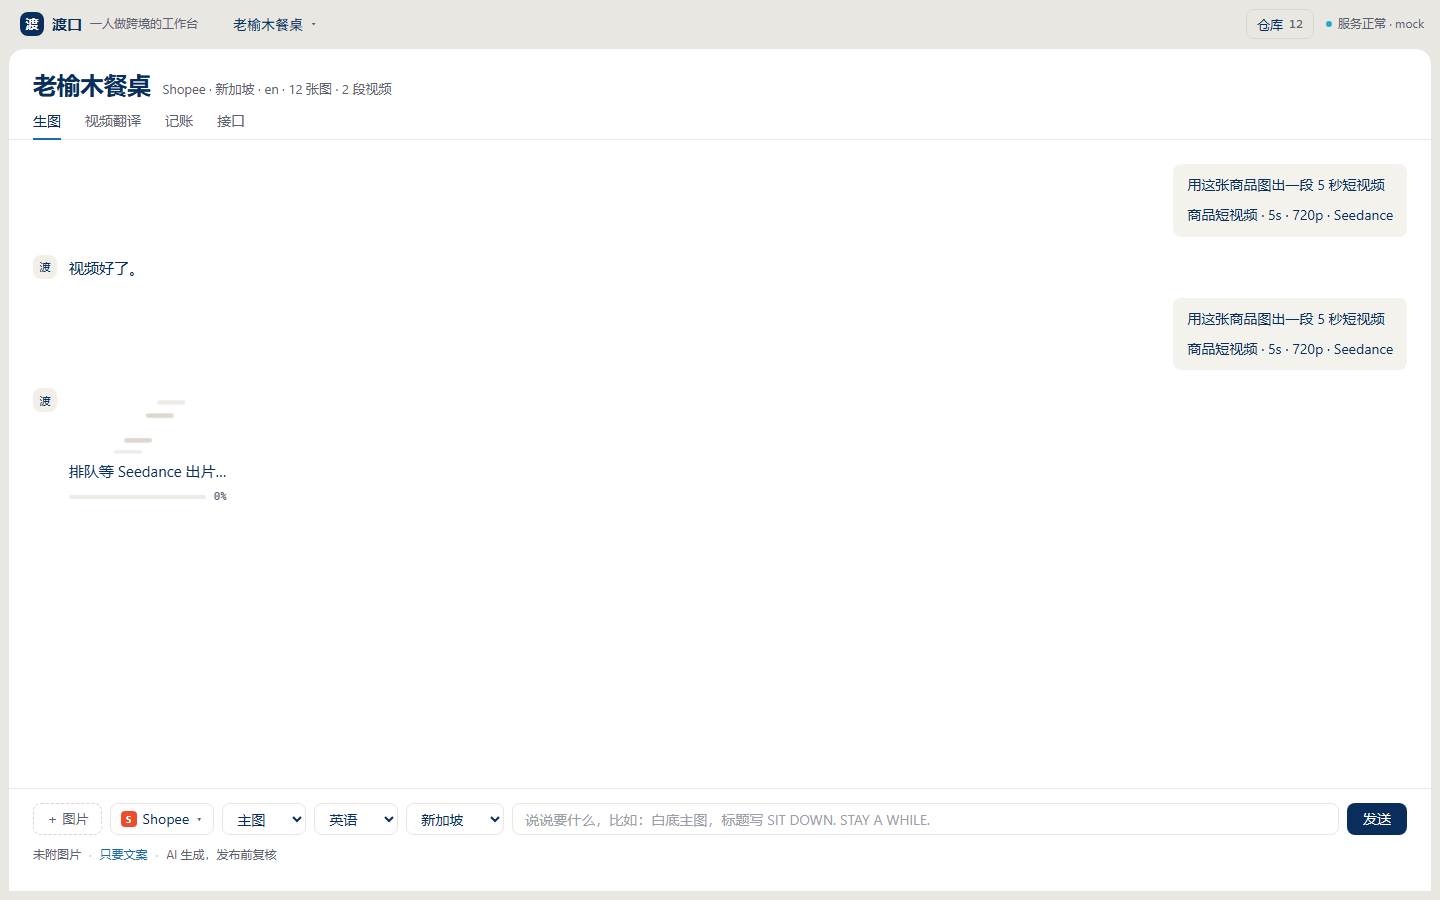 渡 渡口 一人做跨境的工作台 老榆木餐桌 仓库 12 服务正常 · mock
老榆木餐桌 Shopee · 新加坡 · en · 12 张图 · 2 段视频
生图 视频翻译 记账 接口
用这张商品图出一段 5 秒短视频
商品短视频 · 5s · 720p · Seedance
渡 视频好了。
用这张商品图出一段 5 秒短视频
商品短视频 · 5s · 720p · Seedance
渡
排队等 Seedance 出片...
0%
+ 图片 S Shopee 主图 英语 新加坡 说说要什么，比如：白底主图，标题写 SIT DOWN. STAY A WHILE. 发送
未附图片 · 只要文案 · AI 生成，发布前复核